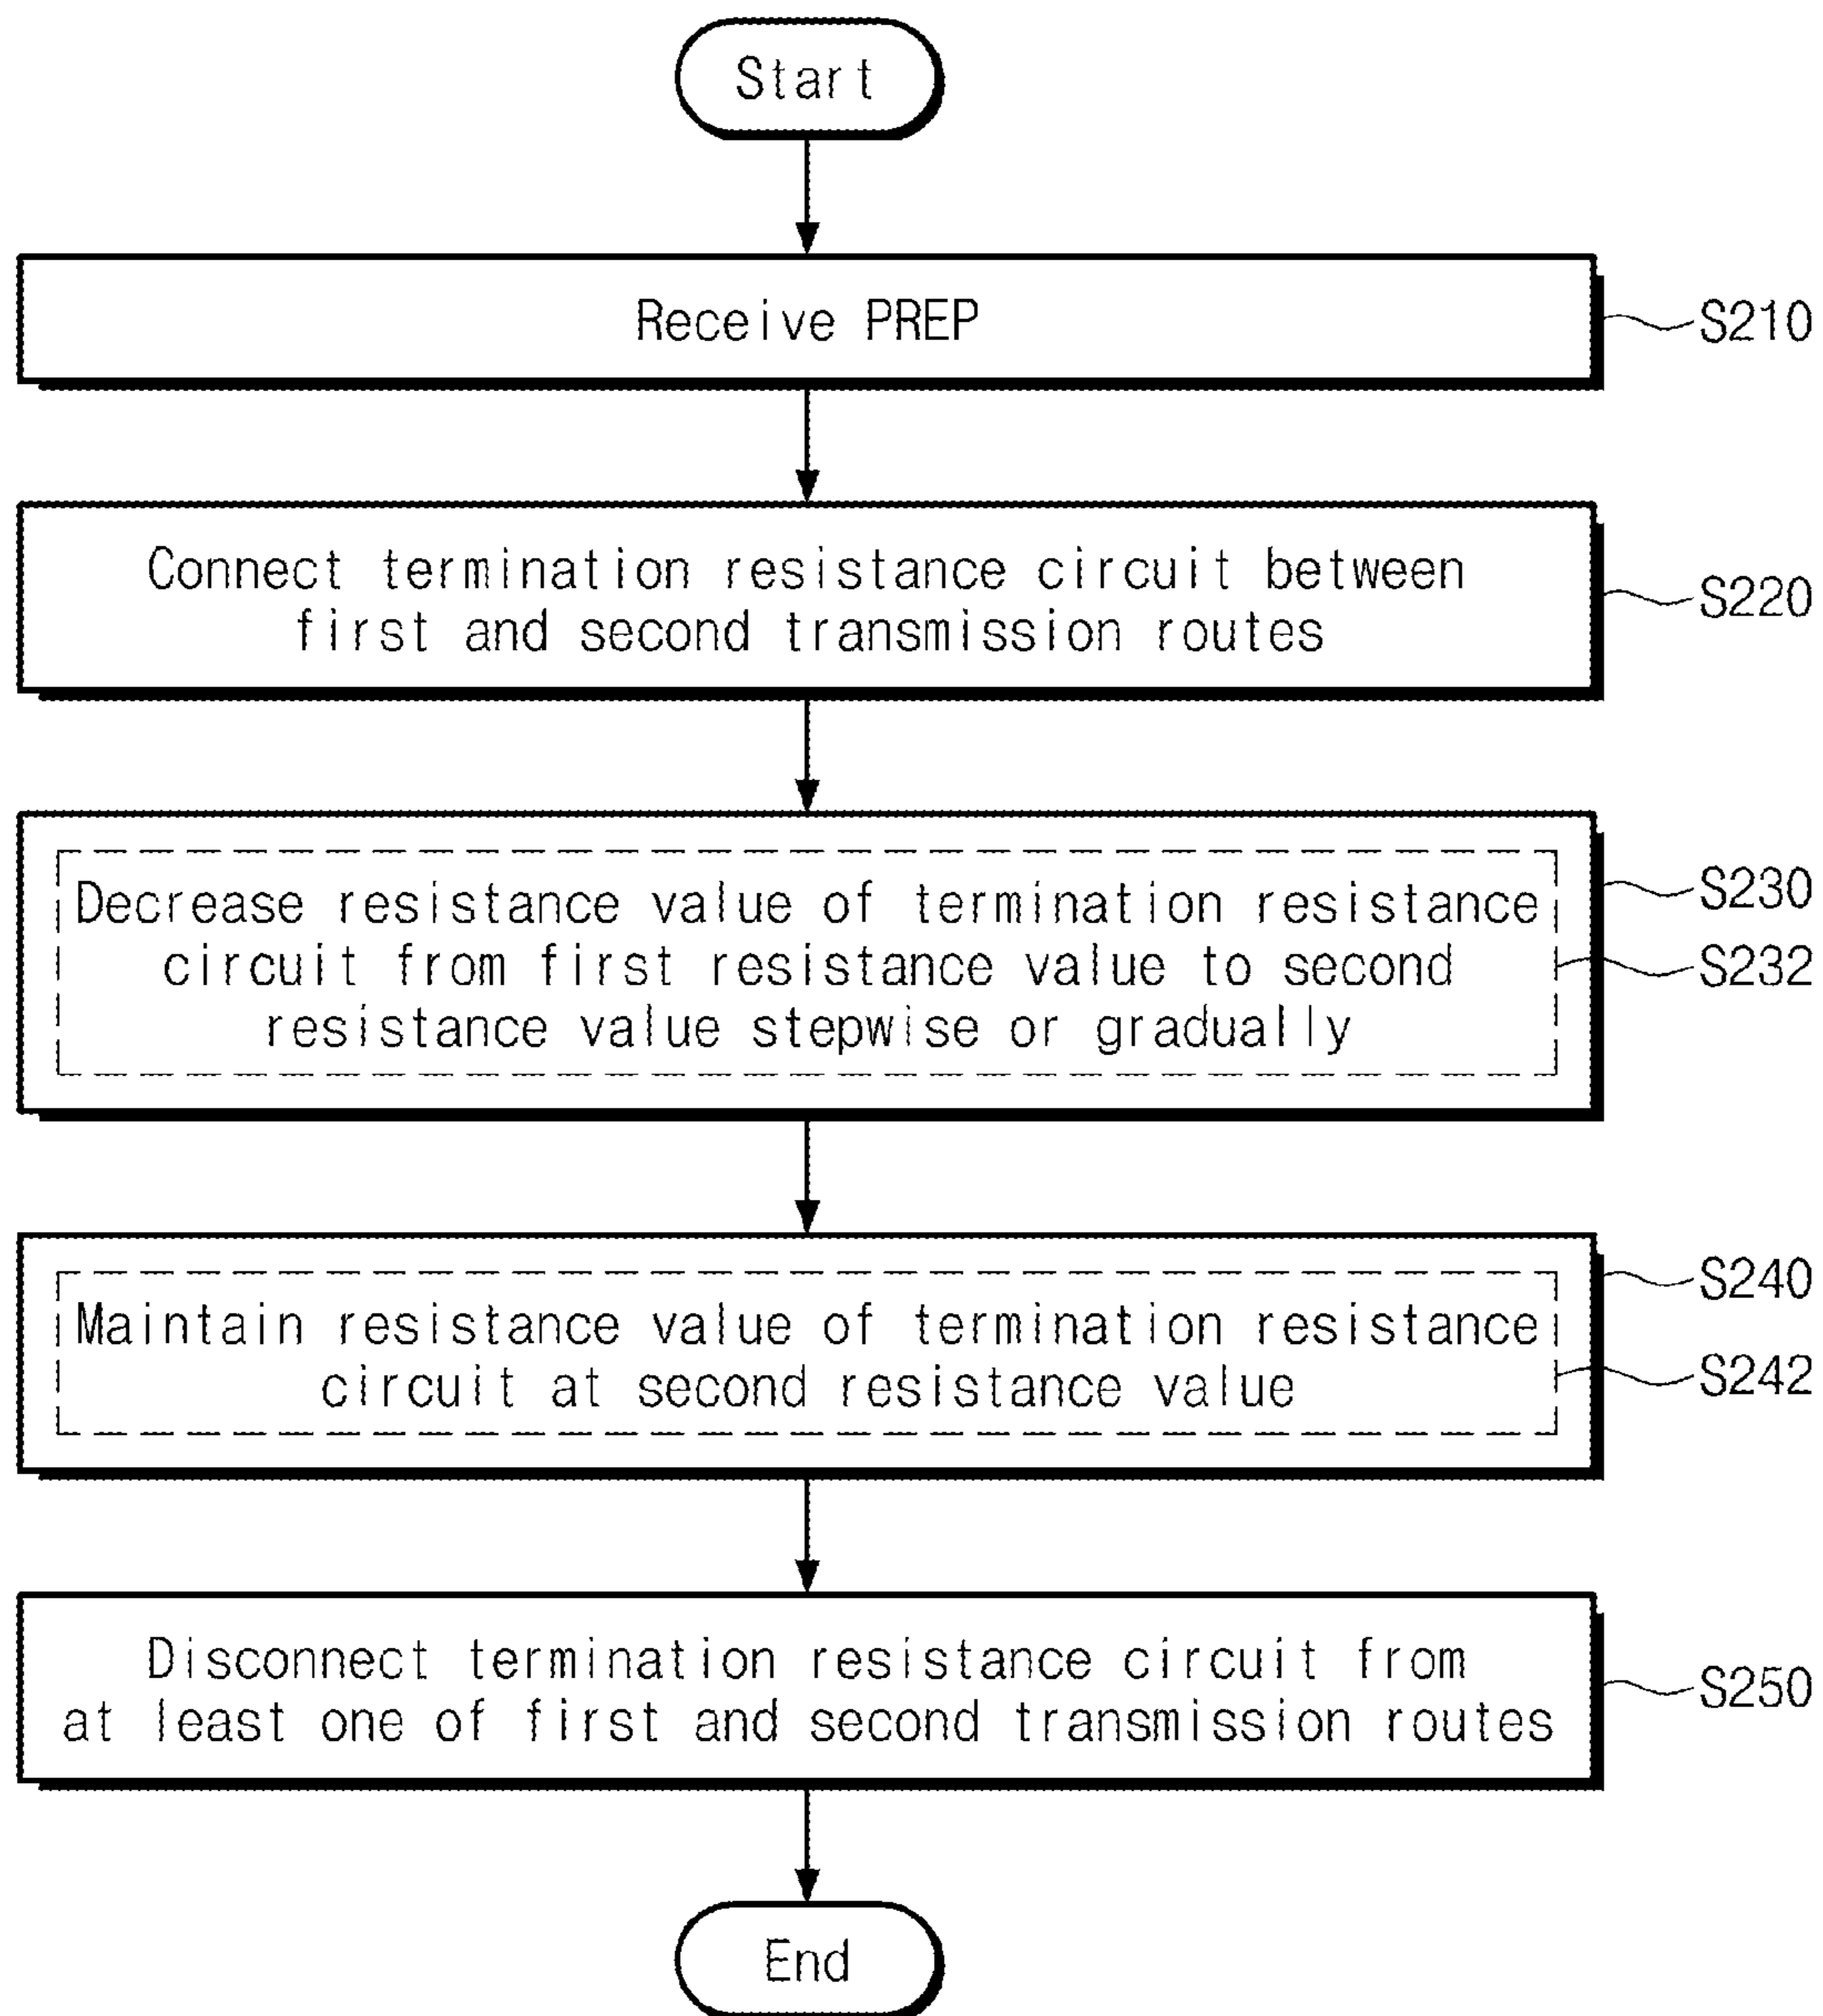 Start
Receive PREP
S210
Connect termination resistance circuit between
first and second transmission routes
S220
Decrease resistance value of termination resistance
circuit from first resistance value to second
resistance value stepwise or gradually
S230
S232
Maintain resistance value of termination resistance
circuit at second resistance value
S240
S242
Disconnect termination resistance circuit from
at least one of first and second transmission routes
S250
End